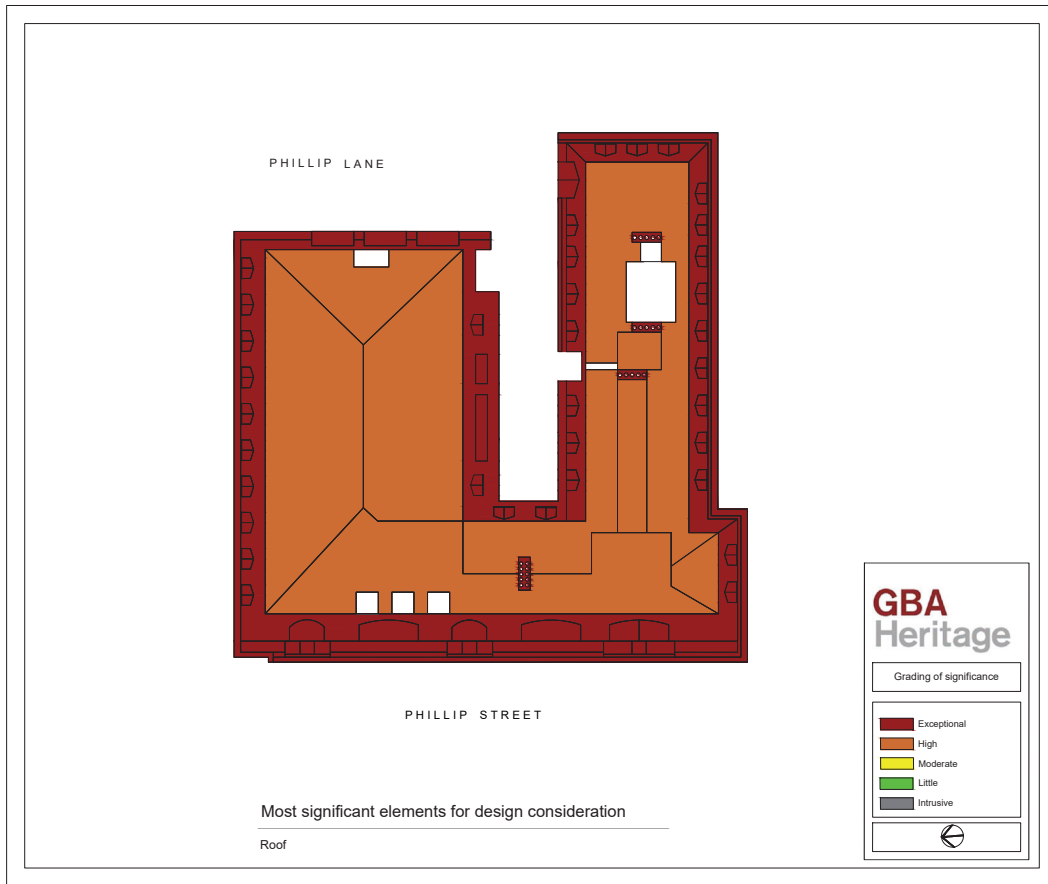 PHILLIP LANE
PHILLIP STREET
Most significant elements for design consideration
Roof
GBA
Heritage
Grading of significance
Exceptional
High
Moderate
Little
Intrusive